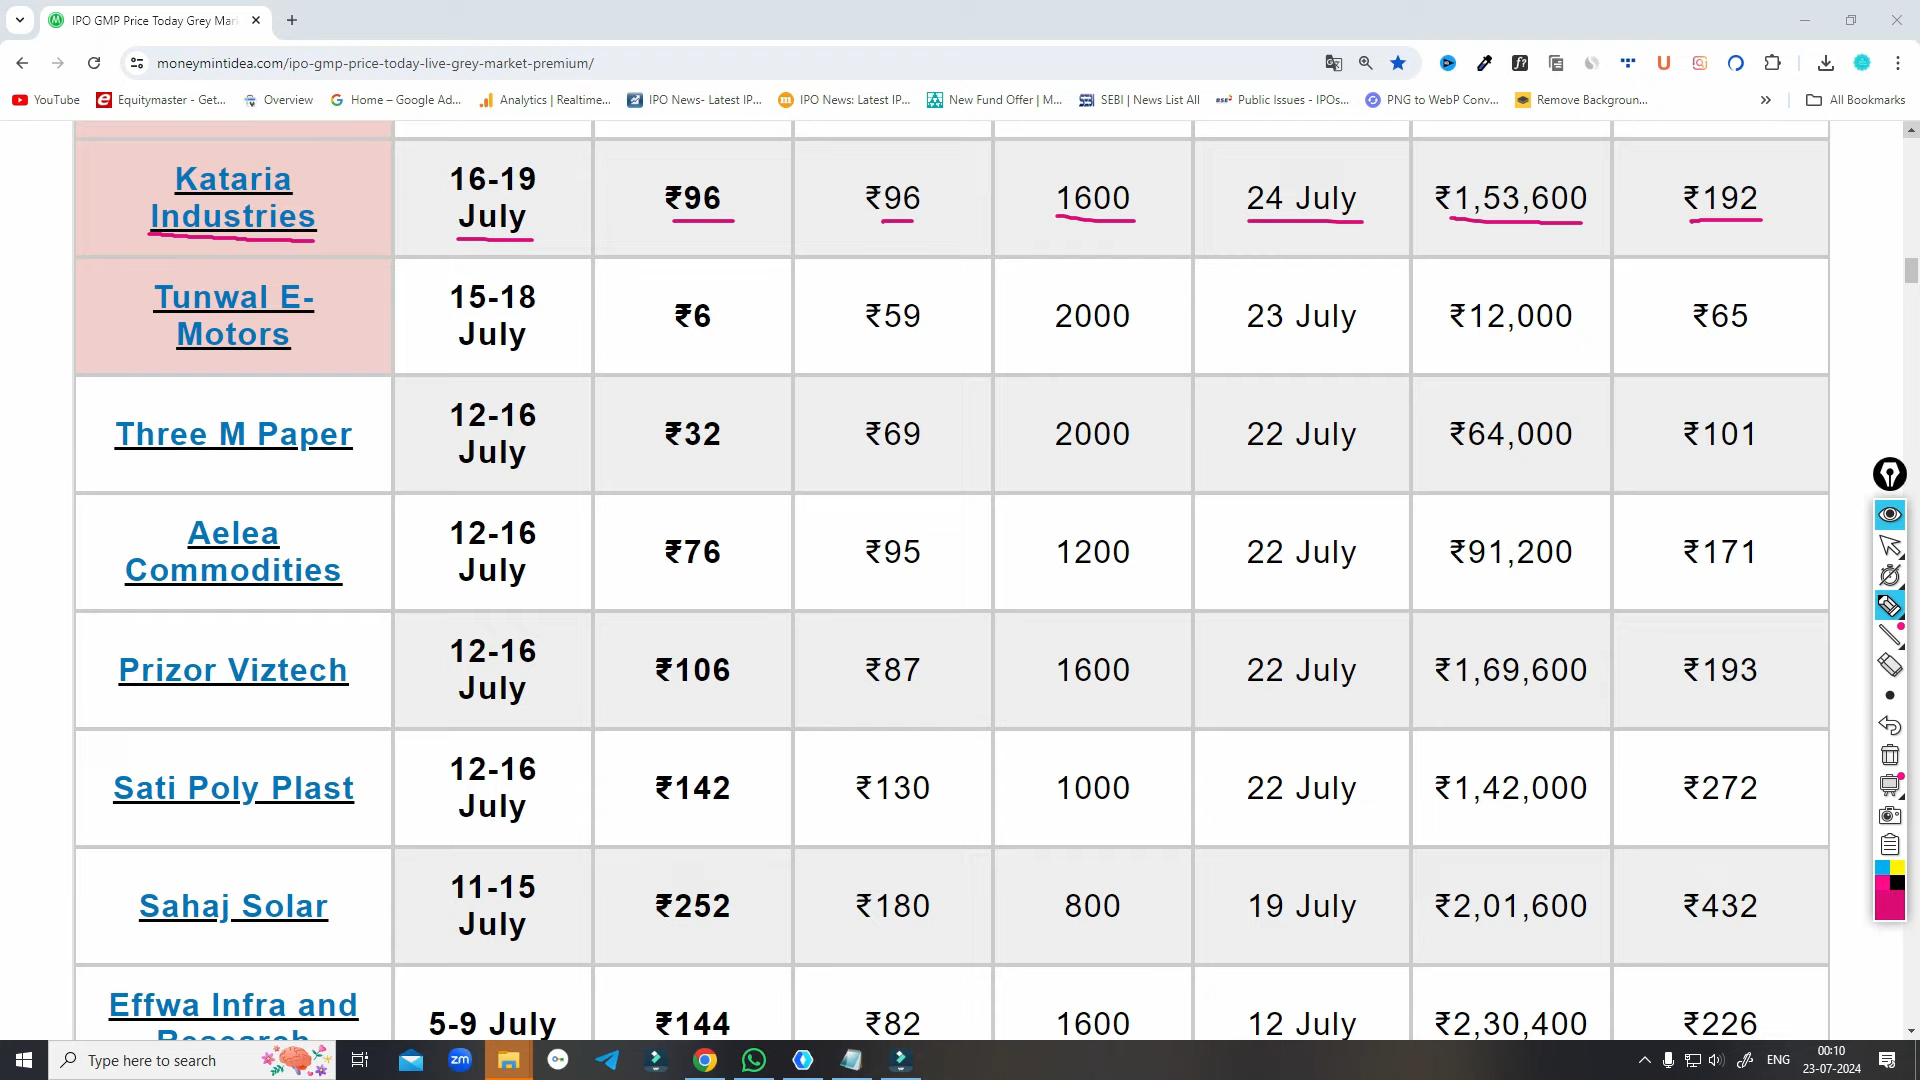 IPO GMP Price Today Grey Mar
moneymintidea.com/ipo-gmp-price-today-live-grey-market-premium/
YouTube Equitymaster - Get... Overview Home – Google Ad... Analytics | Realtime... IPO News- Latest IP... IPO News: Latest IP... New Fund Offer | M... SEBI | News List All Public Issues - IPOs... PNG to WebP Conv... Remove Backgroun... » All Bookmarks
Kataria Industries 16-19 July ₹96 ₹96 1600 24 July ₹1,53,600 ₹192
Tunwal E-Motors 15-18 July ₹6 ₹59 2000 23 July ₹12,000 ₹65
Three M Paper 12-16 July ₹32 ₹69 2000 22 July ₹64,000 ₹101
Aelea Commodities 12-16 July ₹76 ₹95 1200 22 July ₹91,200 ₹171
Prizor Viztech 12-16 July ₹106 ₹87 1600 22 July ₹1,69,600 ₹193
Sati Poly Plast 12-16 July ₹142 ₹130 1000 22 July ₹1,42,000 ₹272
Sahaj Solar 11-15 July ₹252 ₹180 800 19 July ₹2,01,600 ₹432
Effwa Infra and Research 5-9 July ₹144 ₹82 1600 12 July ₹2,30,400 ₹226
Type here to search
zm
ENG
00:10
23-07-2024